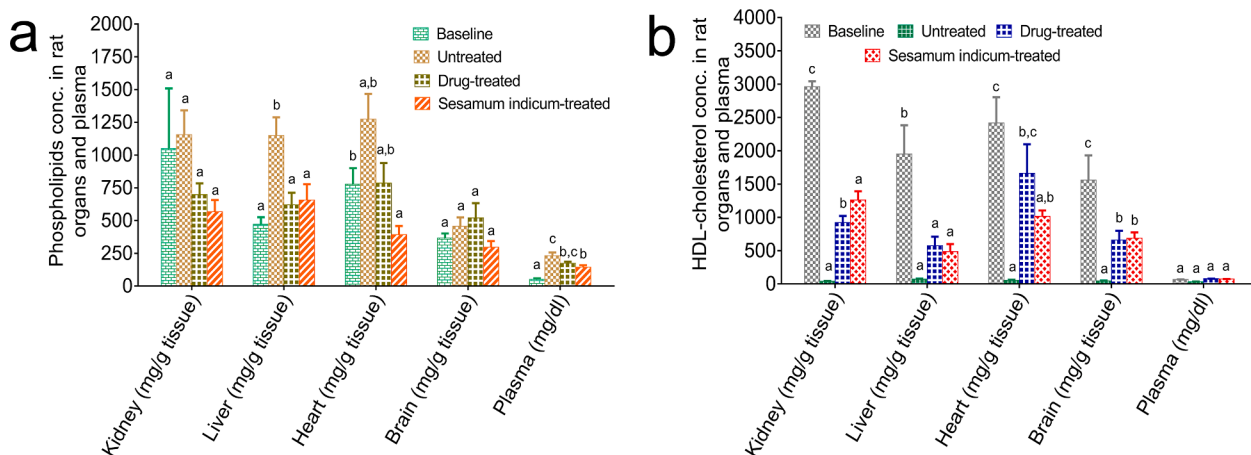 a
Phospholipids conc. in rat
organs and plasma
2000
1750
1500
1250
1000
750
500
250
0
Baseline
Untreated
Drug-treated
Sesamum indicum-treated
a a a a
a b a a
b a,b a,b a
a a a a
a c b,c b
Kidney (mg/g tissue)
Liver (mg/g tissue)
Heart (mg/g tissue)
Brain (mg/g tissue)
Plasma (mg/dl)
b
HDL-cholesterol conc. in rat
organs and plasma
4000
3500
3000
2500
2000
1500
1000
500
0
Baseline Untreated Drug-treated
Sesamum indicum-treated
c a b a
b a a a
c a b,c a,b
c a b b
a a a a
Kidney (mg/g tissue)
Liver (mg/g tissue)
Heart (mg/g tissue)
Brain (mg/g tissue)
Plasma (mg/dl)